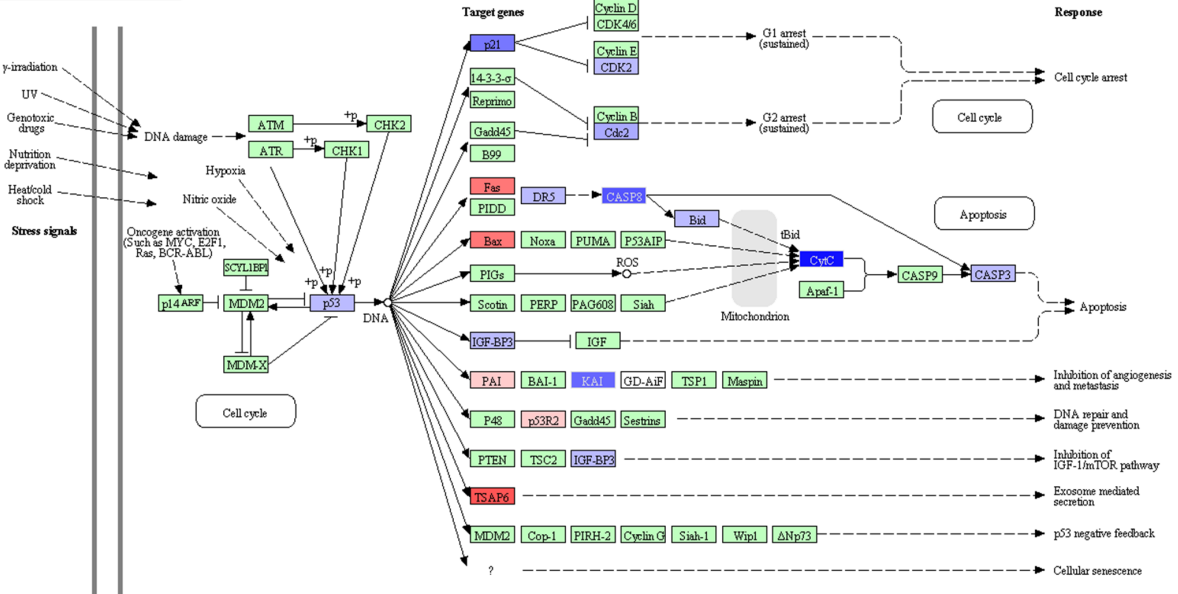 Target genes
Response
Stress signals
γ-irradiation
UV
Genotoxic
drugs
Nutrition
deprivation
Heat/cold
shock
DNA damage
ATM
+p
CHK2
ATR
+p
CHK1
+p
Hypoxia
Nitric oxide
Oncogene activation
(Such as MYC, E2F1,
Ras, BCR-ABL)
SCYL1BP1
+p
+p
+p
p14 ARF
MDM2
p53
DNA
MDM-X
Cell cycle
p21
Cyclin D
CDK4/6
Cyclin E
CDK2
G1 arrest
(sustained)
14-3-3-σ
Reprimo
Gadd45
B99
Cyclin B
Cdc2
G2 arrest
(sustained)
Cell cycle arrest
Cell cycle
Fas
PIDD
DR5
CASP8
Bid
tBid
Apoptosis
Bax
Noxa
PUMA
P53AIP
CytC
PIGs
ROS
CASP9
CASP3
Apaf-1
Scotin
PERP
PAG608
Siah
Mitochondrion
Apoptosis
IGF-BP3
IGF
PAI
BAI-1
KAI
GD-AiF
TSP1
Maspin
Inhibition of angiogenesis
and metastasis
P48
p53R2
Gadd45
Sestrins
DNA repair and
damage prevention
PTEN
TSC2
IGF-BP3
Inhibition of
IGF-1/mTOR pathway
TSAP6
Exosome mediated
secretion
MDM2
Cop-1
PIRH-2
Cyclin G
Siah-1
Wip1
ΔNp73
p53 negative feedback
?
Cellular senescence